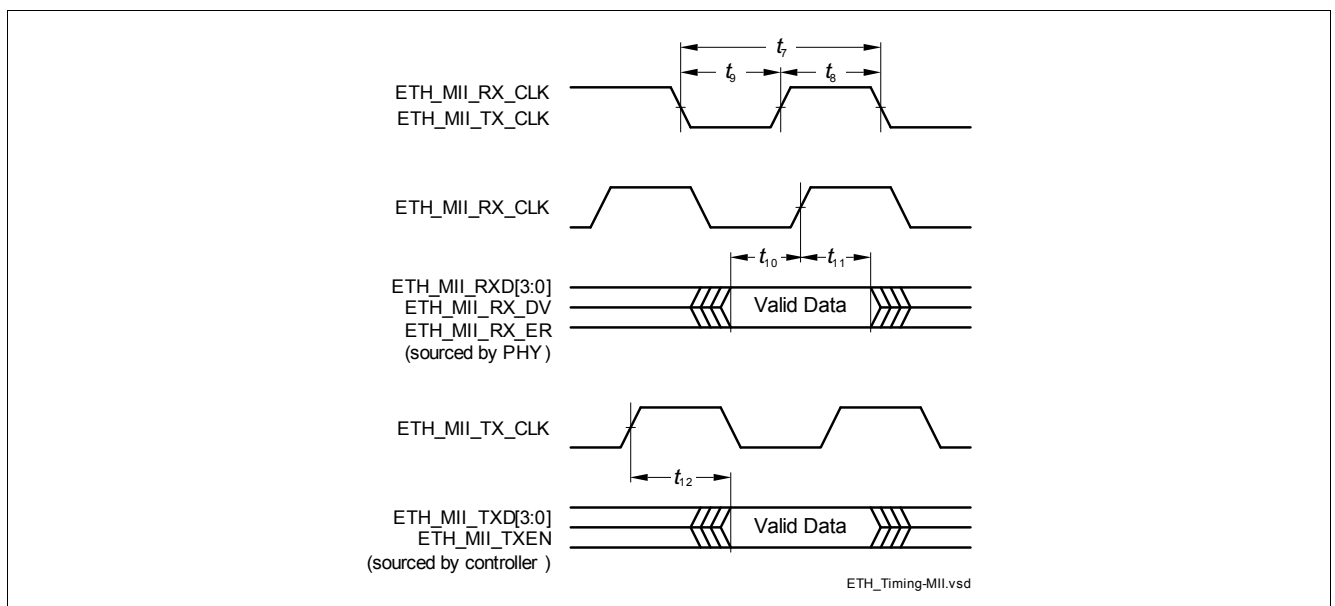 t7
t9 t8
ETH_MII_RX_CLK
ETH_MII_TX_CLK
ETH_MII_RX_CLK
t10 t11
ETH_MII_RXD[3:0]
ETH_MII_RX_DV
Valid Data
ETH_MII_RX_ER
(sourced by PHY )
ETH_MII_TX_CLK
t12
ETH_MII_TXD[3:0]
Valid Data
ETH_MII_TXEN
(sourced by controller )
ETH_Timing-MII.vsd